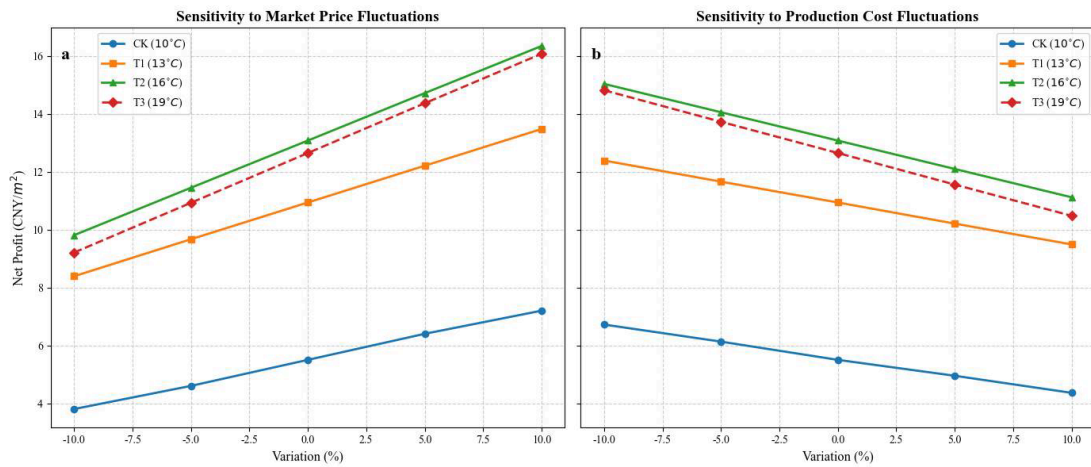 Sensitivity to Market Price Fluctuations
a
CK (10°C)
T1 (13°C)
T2 (16°C)
T3 (19°C)
Net Profit (CNY/m²)
16
14
12
10
8
6
4
-10.0 -7.5 -5.0 -2.5 0.0 2.5 5.0 7.5 10.0
Variation (%)
Sensitivity to Production Cost Fluctuations
b
CK (10°C)
T1 (13°C)
T2 (16°C)
T3 (19°C)
-10.0 -7.5 -5.0 -2.5 0.0 2.5 5.0 7.5 10.0
Variation (%)